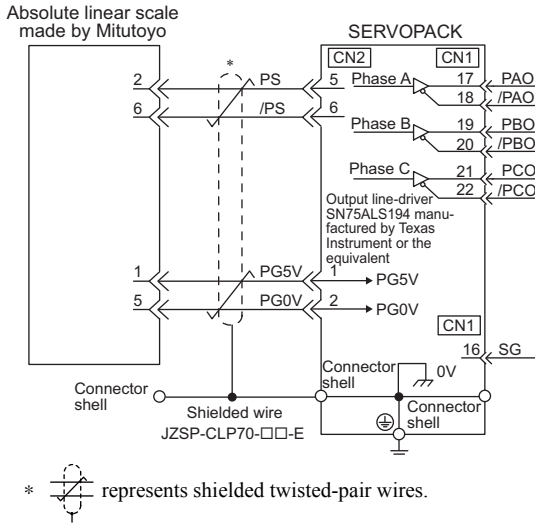 Absolute linear scale
made by Mitutoyo
SERVOPACK
CN2 CN1
*
2 PS 5 Phase A 17 PAO
18 /PAO
6 /PS 6
Phase B 19 PBO
20 /PBO
Phase C 21 PCO
22 /PCO
Output line-driver
SN75ALS194 manu-
factured by Texas
Instrument or the
equivalent
1 PG5V 1 PG5V
5 PG0V 2 PG0V
CN1
16 SG
Connector
shell
0V
Connector
shell
Connector
shell
Shielded wire
JZSP-CLP70-□□-E
* represents shielded twisted-pair wires.